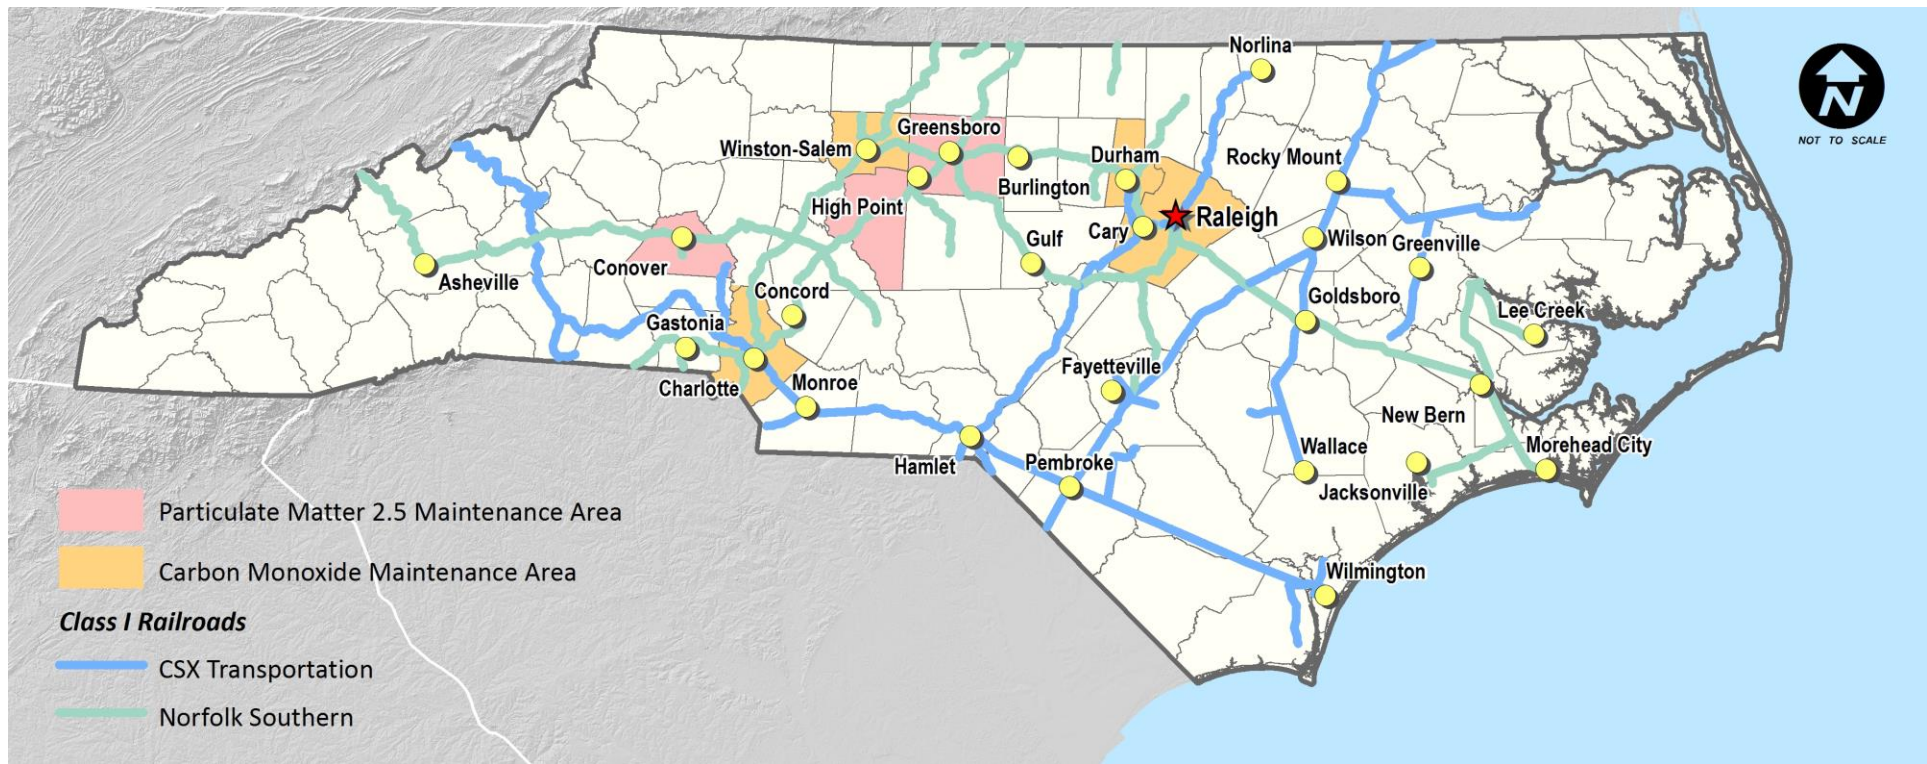 Norlina
N
NOT TO SCALE
Greensboro
Winston-Salem
Durham
Rocky Mount
Burlington
High Point
Raleigh
Cary
Gulf
Wilson
Greenville
Conover
Asheville
Concord
Goldsboro
Lee Creek
Gastonia
Fayetteville
Charlotte
Monroe
New Bern
Morehead City
Wallace
Hamlet
Pembroke
Jacksonville
Particulate Matter 2.5 Maintenance Area
Carbon Monoxide Maintenance Area
Wilmington
Class I Railroads
CSX Transportation
Norfolk Southern